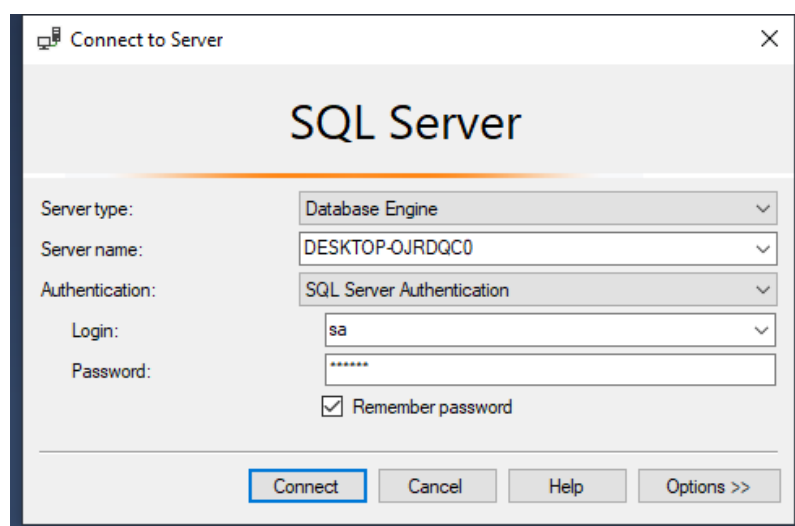 Connect to Server
SQL Server
Server type: Database Engine
Server name: DESKTOP-OJRDQC0
Authentication: SQL Server Authentication
Login: sa
Password: ******
Remember password
Connect Cancel Help Options >>